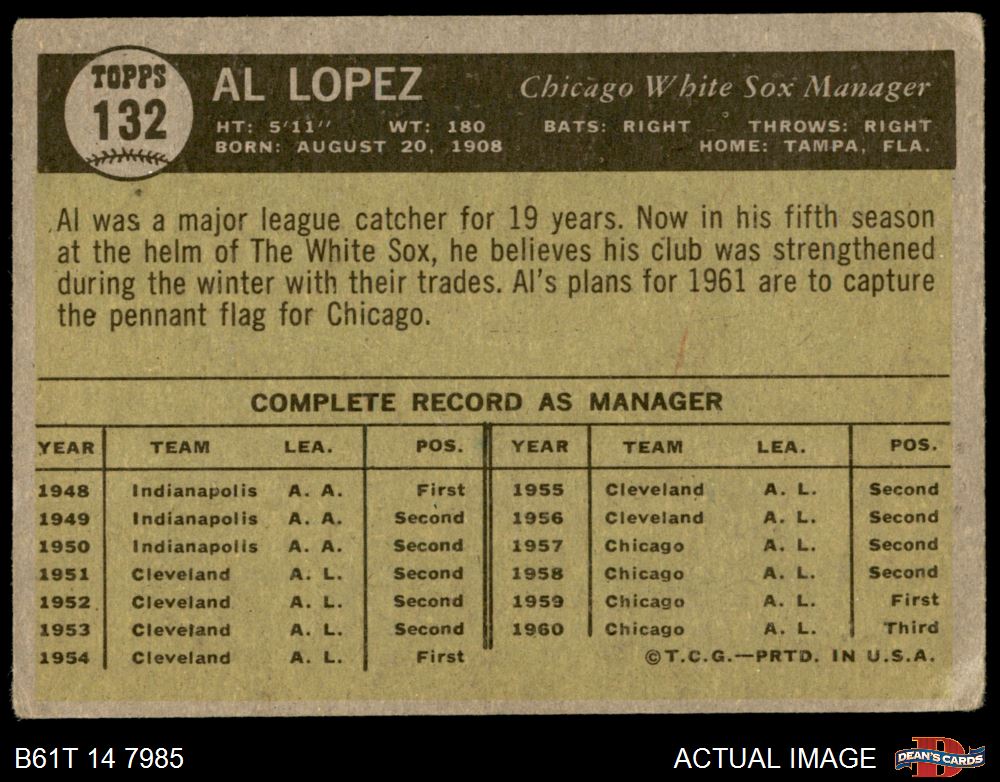 TOPPS
132
AL LOPEZ
Chicago White Sox Manager
HT: 5'11" WT: 180 BATS: RIGHT THROWS: RIGHT
BORN: AUGUST 20, 1908 HOME: TAMPA, FLA.
Al was a major league catcher for 19 years. Now in his fifth season
at the helm of The White Sox, he believes his club was strengthened
during the winter with their trades. Al's plans for 1961 are to capture
the pennant flag for Chicago.
COMPLETE RECORD AS MANAGER
YEAR TEAM LEA. POS. YEAR TEAM LEA. POS.
1948 Indianapolis A. A. First 1955 Cleveland A. L. Second
1949 Indianapolis A. A. Second 1956 Cleveland A. L. Second
1950 Indianapolis A. A. Second 1957 Chicago A. L. Second
1951 Cleveland A. L. Second 1958 Chicago A. L. Second
1952 Cleveland A. L. Second 1959 Chicago A. L. First
1953 Cleveland A. L. Second 1960 Chicago A. L. Third
1954 Cleveland A. L. First ©T.C.G.—PRTD. IN U.S.A.
B61T 14 7985 ACTUAL IMAGE D DEAN'S CARDS